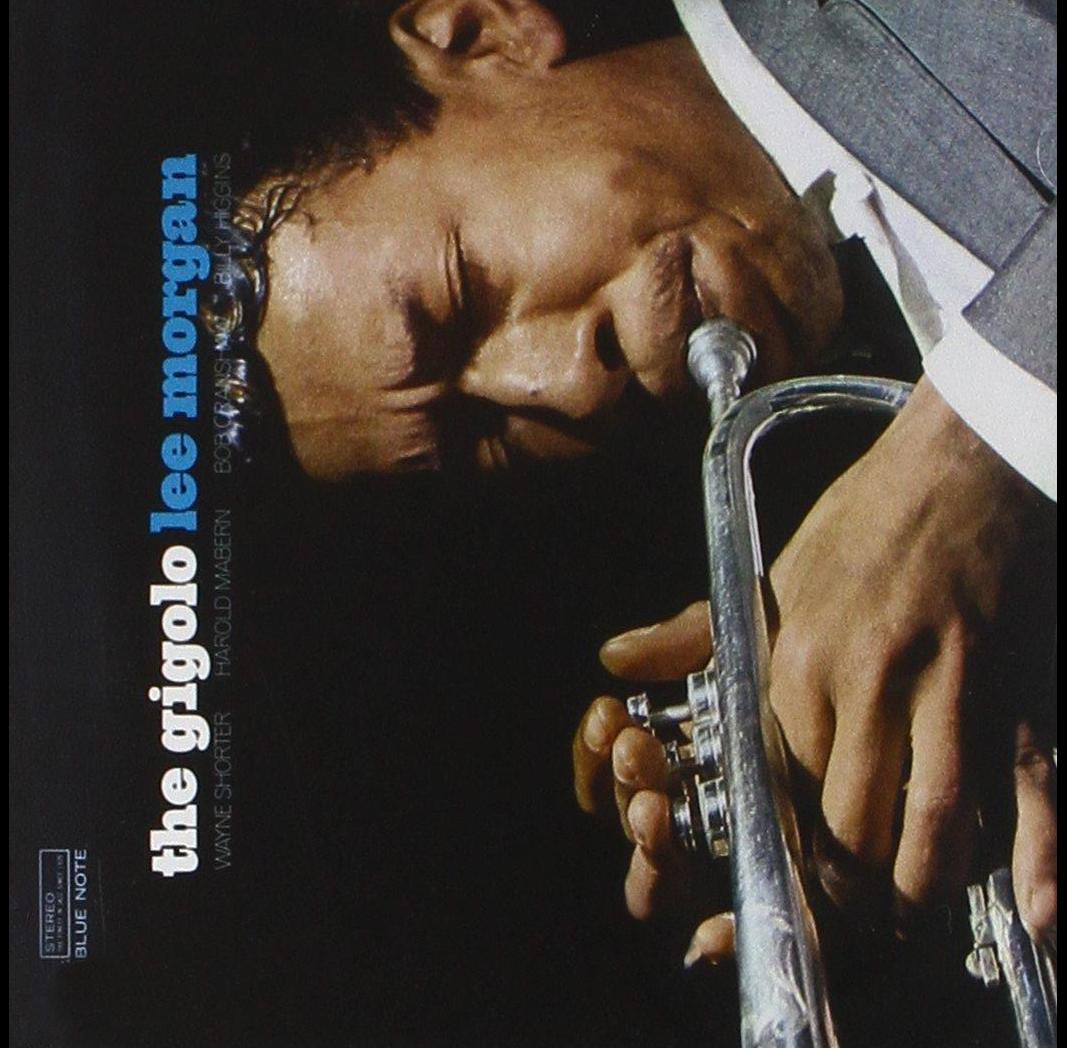 STEREO
BLUE NOTE
the gigolo lee morgan
WAYNE SHORTER HAROLD MABERN BOB CRANSHAW BILLY HIGGINS